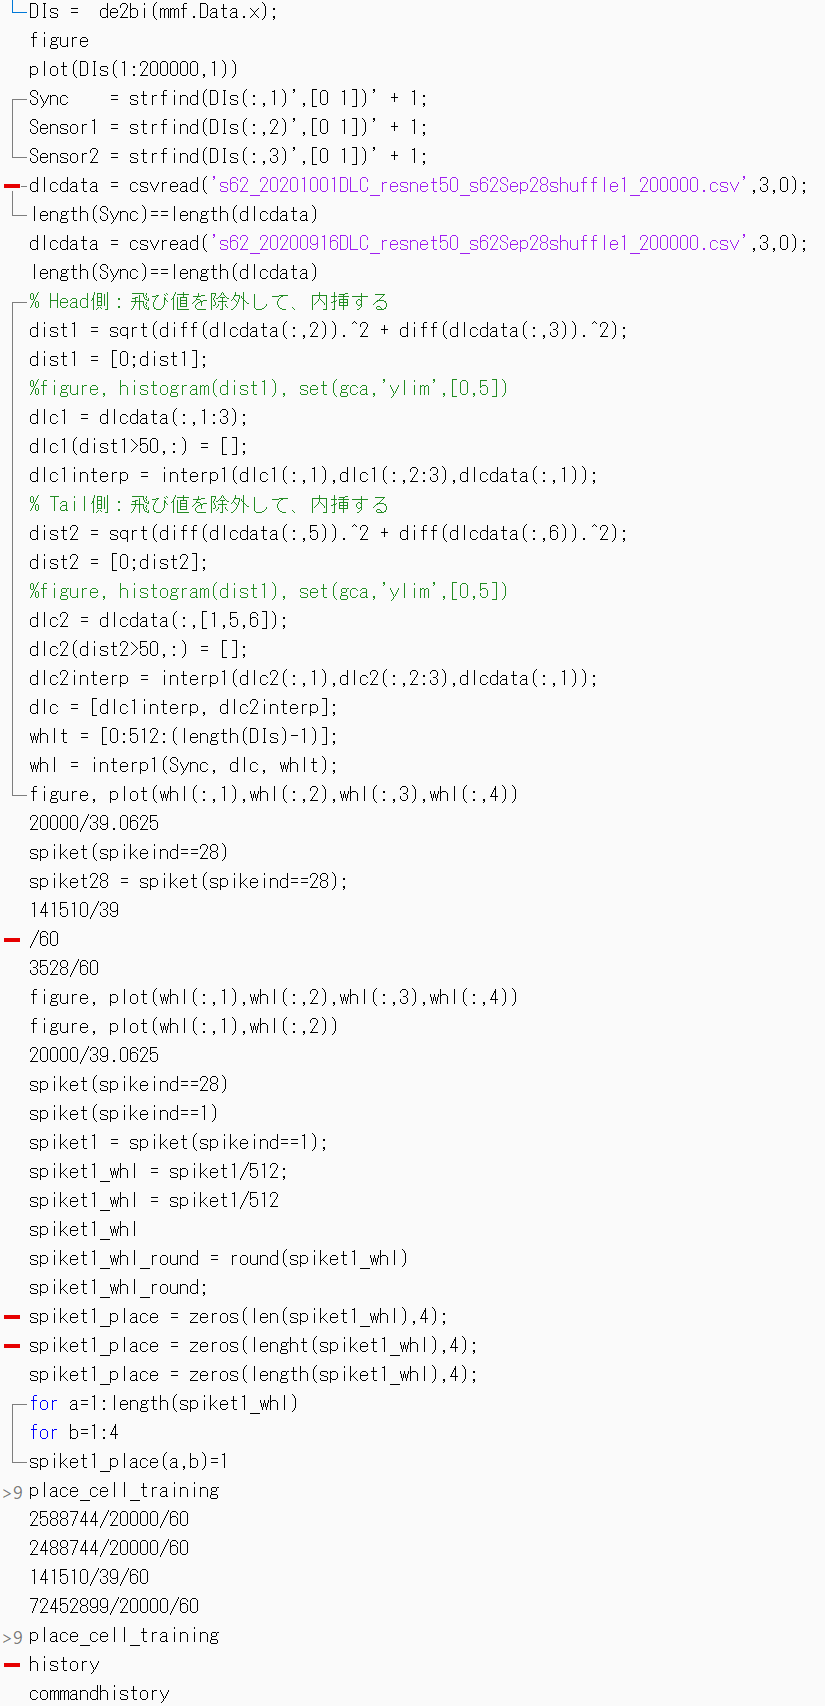 DIs =  de2bi(mmf.Data.x);
figure
plot(DIs(1:200000,1))
Sync    = strfind(DIs(:,1)',[0 1])' + 1;
Sensor1 = strfind(DIs(:,2)',[0 1])' + 1;
Sensor2 = strfind(DIs(:,3)',[0 1])' + 1;
dlcdata = csvread('s62_20201001DLC_resnet50_s62Sep28shuffle1_200000.csv',3,0);
length(Sync)==length(dlcdata)
dlcdata = csvread('s62_20200916DLC_resnet50_s62Sep28shuffle1_200000.csv',3,0);
length(Sync)==length(dlcdata)
% Head側：飛び値を除外して、内挿する
dist1 = sqrt(diff(dlcdata(:,2)).^2 + diff(dlcdata(:,3)).^2);
dist1 = [0;dist1];
%figure, histogram(dist1), set(gca,'ylim',[0,5])
dlc1 = dlcdata(:,1:3);
dlc1(dist1>50,:) = [];
dlc1interp = interp1(dlc1(:,1),dlc1(:,2:3),dlcdata(:,1));
% Tail側：飛び値を除外して、内挿する
dist2 = sqrt(diff(dlcdata(:,5)).^2 + diff(dlcdata(:,6)).^2);
dist2 = [0;dist2];
%figure, histogram(dist1), set(gca,'ylim',[0,5])
dlc2 = dlcdata(:,[1,5,6]);
dlc2(dist2>50,:) = [];
dlc2interp = interp1(dlc2(:,1),dlc2(:,2:3),dlcdata(:,1));
dlc = [dlc1interp, dlc2interp];
whlt = [0:512:(length(DIs)-1)];
whl = interp1(Sync, dlc, whlt);
figure, plot(whl(:,1),whl(:,2),whl(:,3),whl(:,4))
20000/39.0625
spiket(spikeind==28)
spiket28 = spiket(spikeind==28);
141510/39
/60
3528/60
figure, plot(whl(:,1),whl(:,2),whl(:,3),whl(:,4))
figure, plot(whl(:,1),whl(:,2))
20000/39.0625
spiket(spikeind==28)
spiket(spikeind==1)
spiket1 = spiket(spikeind==1);
spiket1_whl = spiket1/512;
spiket1_whl = spiket1/512
spiket1_whl
spiket1_whl_round = round(spiket1_whl)
spiket1_whl_round;
spiket1_place = zeros(len(spiket1_whl),4);
spiket1_place = zeros(lenght(spiket1_whl),4);
spiket1_place = zeros(length(spiket1_whl),4);
for a=1:length(spiket1_whl)
for b=1:4
spiket1_place(a,b)=1
>9 place_cell_training
2588744/20000/60
2488744/20000/60
141510/39/60
72452899/20000/60
>9 place_cell_training
history
commandhistory